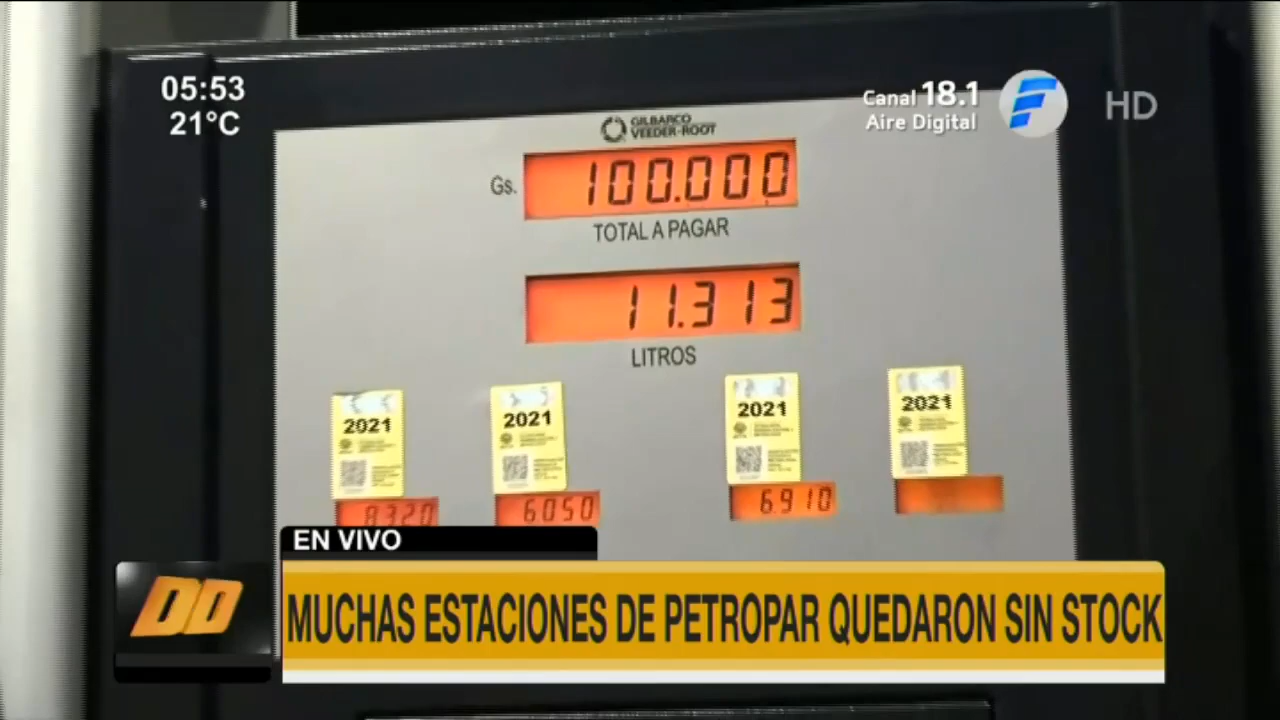 05:53
21°C
Canal 18.1
Aire Digital
HD
GILBARCO
VEEDER-ROOT
Gs. 100.000
TOTAL A PAGAR
11.313
LITROS
2021
2021
2021
2021
8320
6050
6910
EN VIVO
DD
MUCHAS ESTACIONES DE PETROPAR QUEDARON SIN STOCK